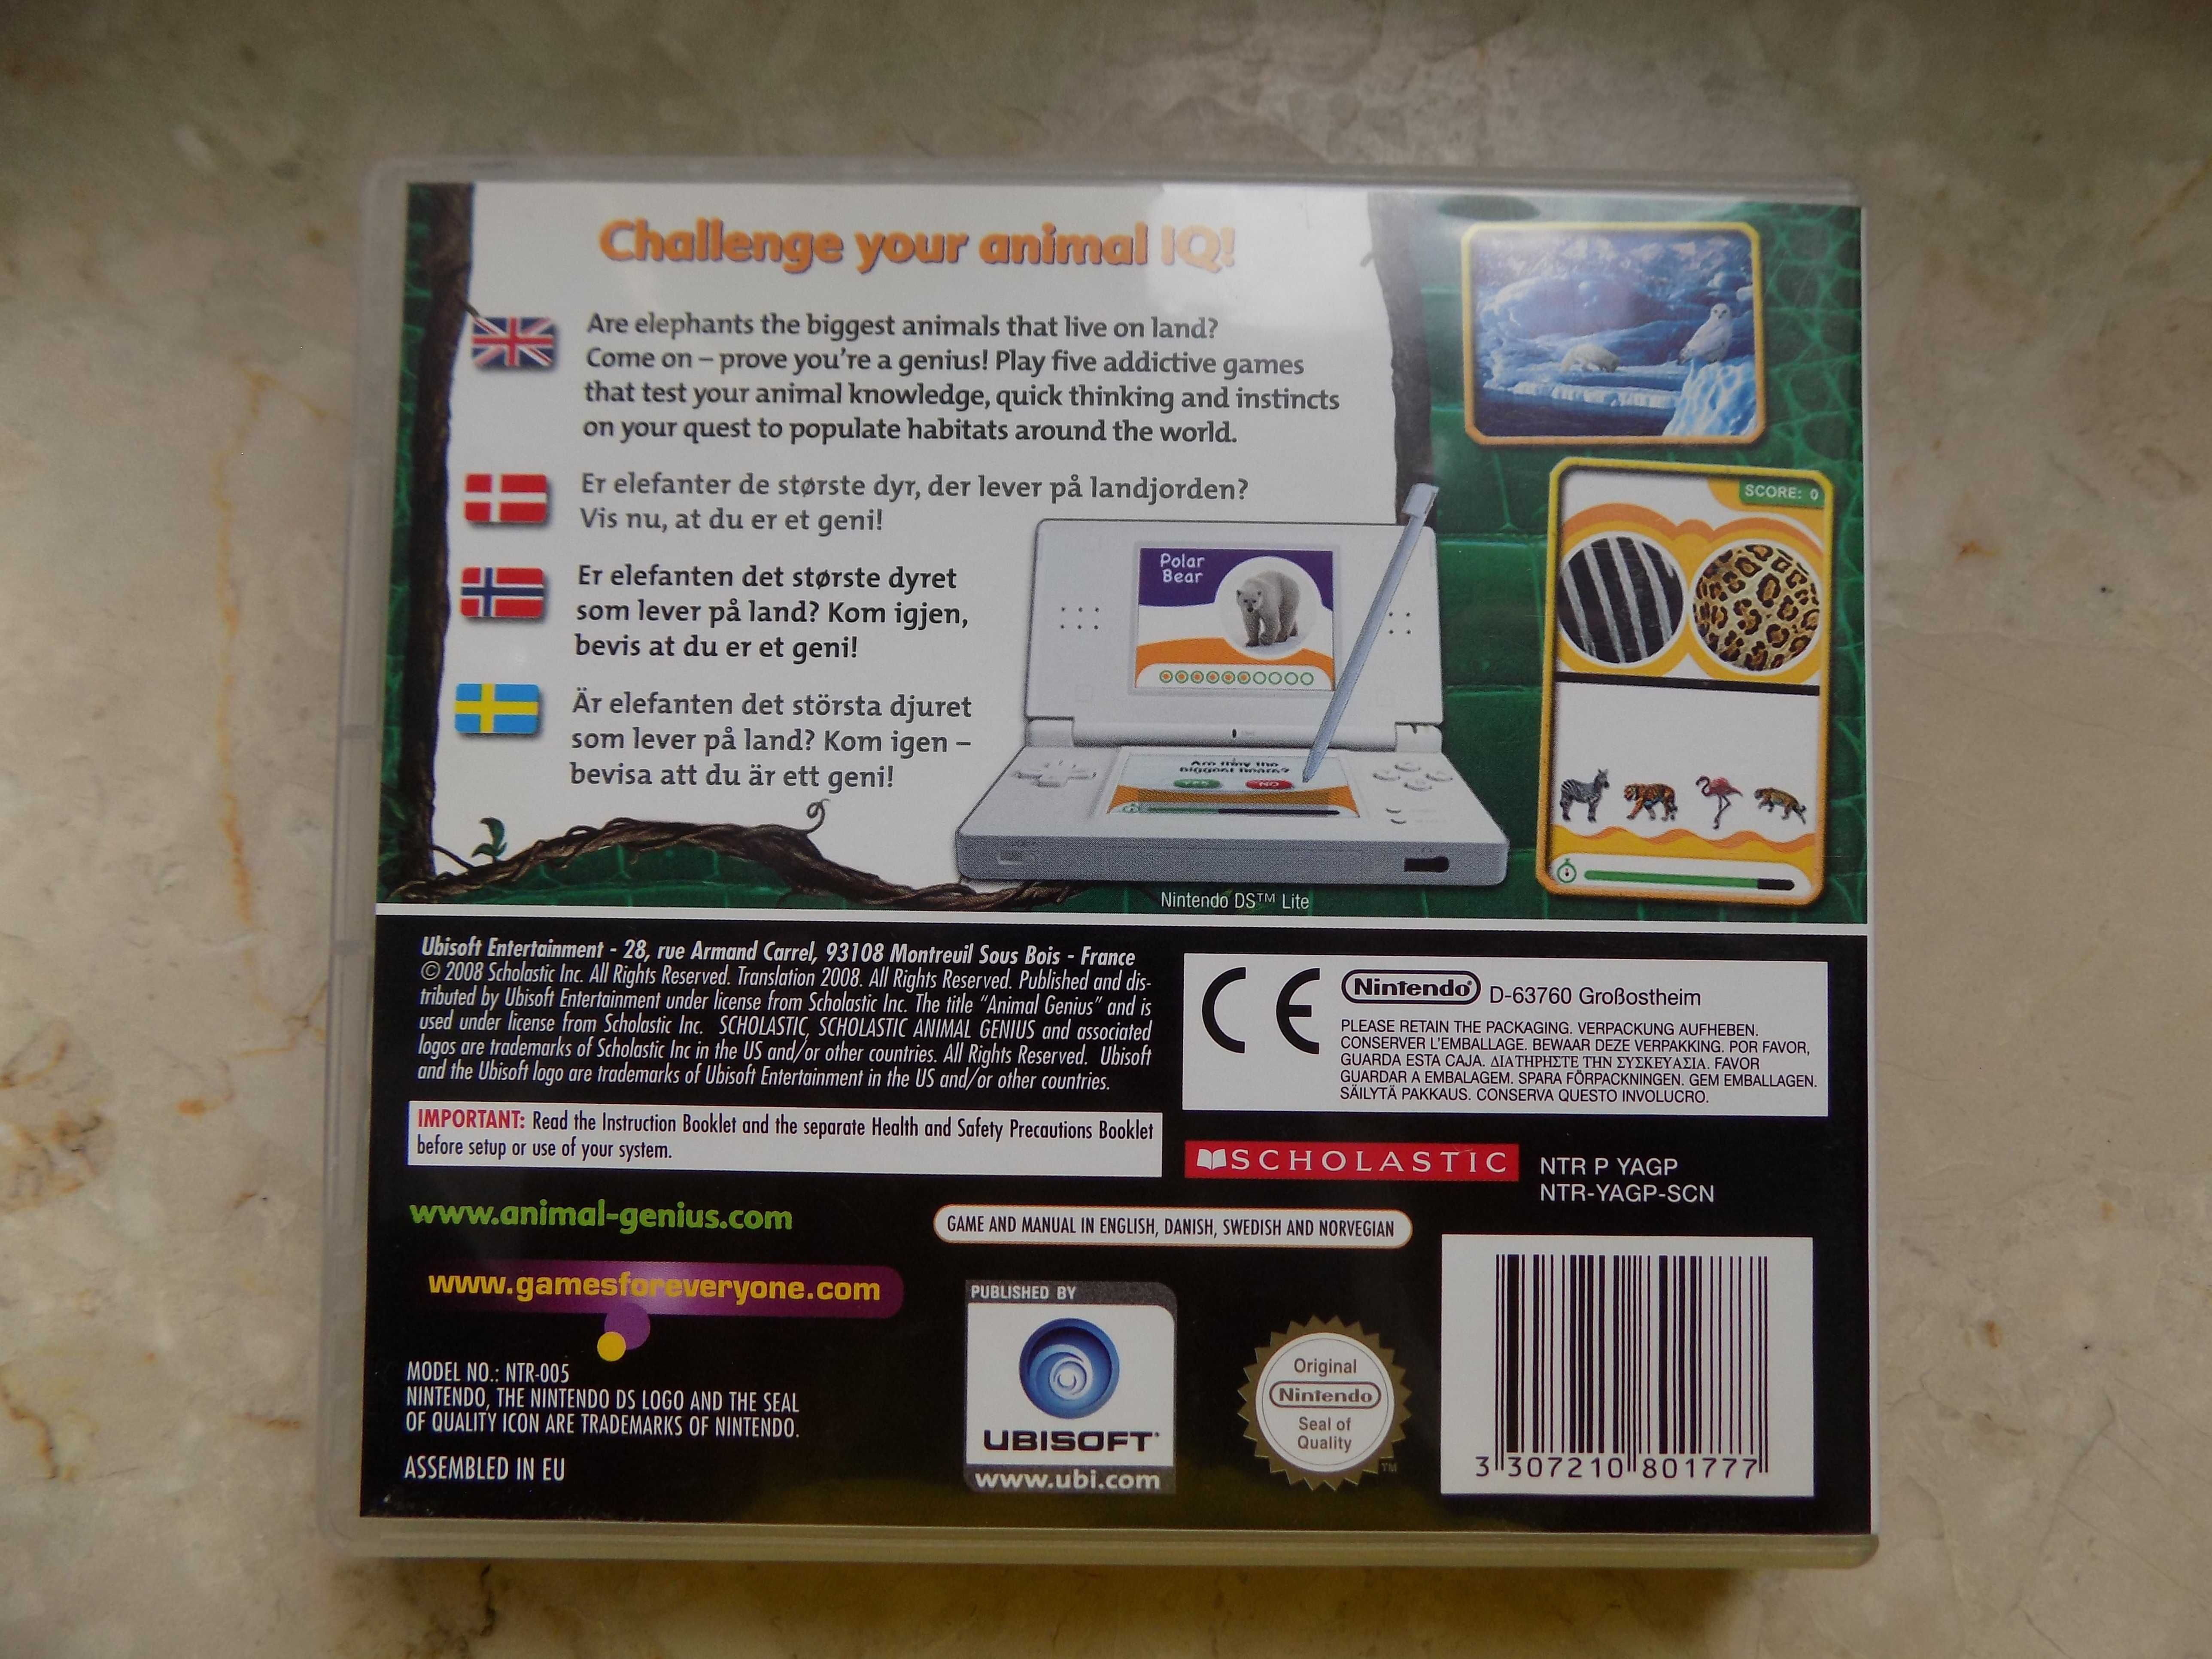 Challenge your animal IQ!
Are elephants the biggest animals that live on land?
Come on – prove you're a genius! Play five addictive games
that test your animal knowledge, quick thinking and instincts
on your quest to populate habitats around the world.
Er elefanter de største dyr, der lever på landjorden?
Vis nu, at du er et geni!
Er elefanten det største dyret
som lever på land? Kom igjen,
bevis at du er et geni!
Är elefanten det största djuret
som lever på land? Kom igen –
bevisa att du är ett geni!
Polar
Bear
Are they the
biggest bears?
YES NO
Nintendo DS™ Lite
SCORE: 0
Ubisoft Entertainment - 28, rue Armand Carrel, 93108 Montreuil Sous Bois - France
© 2008 Scholastic Inc. All Rights Reserved. Translation 2008. All Rights Reserved. Published and dis-
tributed by Ubisoft Entertainment under license from Scholastic Inc. The title “Animal Genius” and is
used under license from Scholastic Inc. SCHOLASTIC, SCHOLASTIC ANIMAL GENIUS and associated
logos are trademarks of Scholastic Inc in the US and/or other countries. All Rights Reserved. Ubisoft
and the Ubisoft logo are trademarks of Ubisoft Entertainment in the US and/or other countries.
IMPORTANT: Read the Instruction Booklet and the separate Health and Safety Precautions Booklet
before setup or use of your system.
CE
Nintendo D-63760 Großostheim
PLEASE RETAIN THE PACKAGING. VERPACKUNG AUFHEBEN.
CONSERVER L'EMBALLAGE. BEWAAR DEZE VERPAKKING. POR FAVOR,
GUARDA ESTA CAJA. ΔΙΑΤΗΡΗΣΤΕ ΤΗΝ ΣΥΣΚΕΥΑΣΙΑ. FAVOR
GUARDAR A EMBALAGEM. SPARA FÖRPACKNINGEN. GEM EMBALLAGEN.
SÄILYTÄ PAKKAUS. CONSERVA QUESTO INVOLUCRO.
SCHOLASTIC
NTR P YAGP
NTR-YAGP-SCN
www.animal-genius.com
GAME AND MANUAL IN ENGLISH, DANISH, SWEDISH AND NORVEGIAN
www.gamesforeveryone.com
MODEL NO.: NTR-005
NINTENDO, THE NINTENDO DS LOGO AND THE SEAL
OF QUALITY ICON ARE TRADEMARKS OF NINTENDO.
ASSEMBLED IN EU
PUBLISHED BY
UBISOFT
www.ubi.com
Original
Nintendo
Seal of
Quality
TM
3 307210 801777